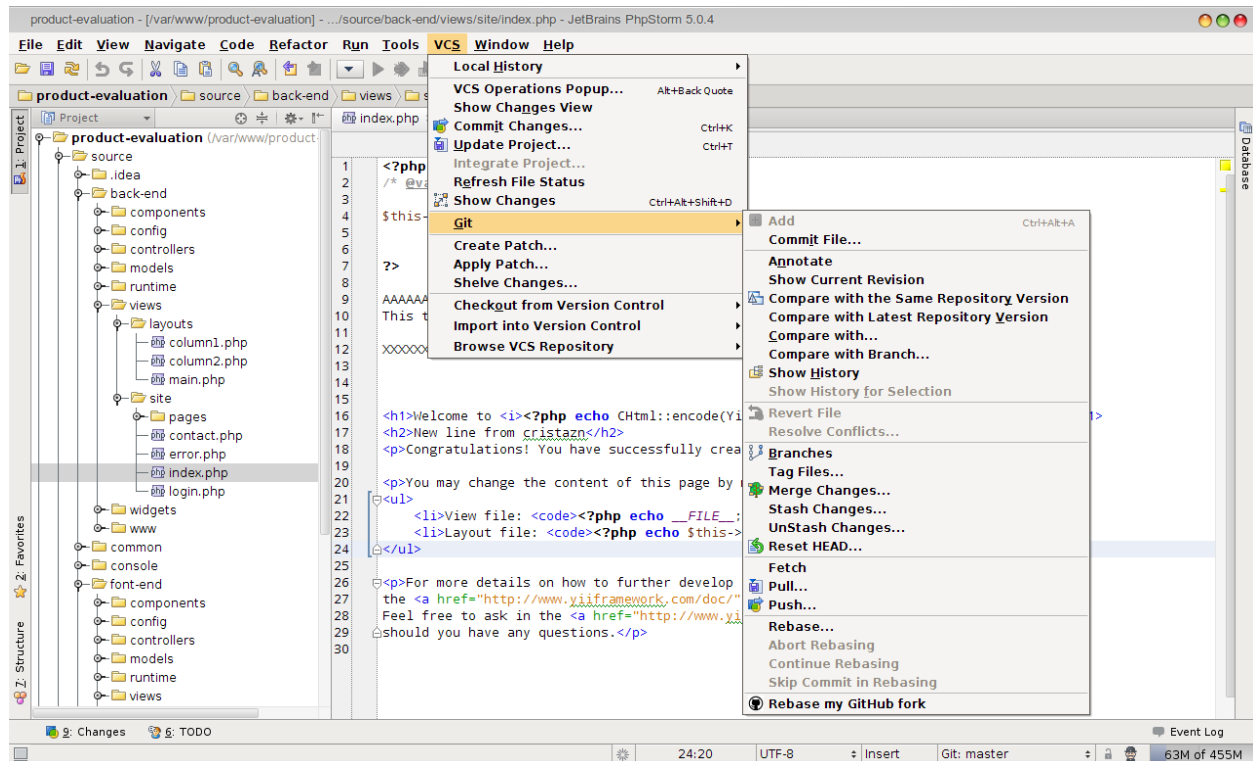 product-evaluation - [/var/www/product-evaluation] - .../source/back-end/views/site/index.php - JetBrains PhpStorm 5.0.4
File Edit View Navigate Code Refactor Run Tools VCS Window Help
product-evaluation source back-end views s
Project
index.php
1: Project
2: Favorites
7: Structure
Database
product-evaluation (/var/www/product-
source
.idea
back-end
components
config
controllers
models
runtime
views
layouts
column1.php
column2.php
main.php
site
pages
contact.php
error.php
index.php
login.php
widgets
www
common
console
font-end
components
config
controllers
models
runtime
views
1 <?php
2 /* @va
3
4 $this-
5
6
7 ?>
8
9 AAAAAA
10 This t
11
12 XXXXXX
13
14
15
16 <h1>Welcome to <i><?php echo CHtml::encode(Yi 1>
17 <h2>New line from cristazn</h2>
18 <p>Congratulations! You have successfully crea
19
20 <p>You may change the content of this page by
21 <ul>
22 <li>View file: <code><?php echo __FILE__;
23 <li>Layout file: <code><?php echo $this->
24 </ul>
25
26 <p>For more details on how to further develop
27 the <a href="http://www.yiiframework.com/doc/"
28 Feel free to ask in the <a href="http://www.yi
29 should you have any questions.</p>
30
Local History
VCS Operations Popup... Alt+Back Quote
Show Changes View
Commit Changes... Ctrl+K
Update Project... Ctrl+T
Integrate Project...
Refresh File Status
Show Changes Ctrl+Alt+Shift+D
Git
Create Patch...
Apply Patch...
Shelve Changes...
Checkout from Version Control
Import into Version Control
Browse VCS Repository
Add Ctrl+Alt+A
Commit File...
Annotate
Show Current Revision
Compare with the Same Repository Version
Compare with Latest Repository Version
Compare with...
Compare with Branch...
Show History
Show History for Selection
Revert File
Resolve Conflicts...
Branches
Tag Files...
Merge Changes...
Stash Changes...
UnStash Changes...
Reset HEAD...
Fetch
Pull...
Push...
Rebase...
Abort Rebasing
Continue Rebasing
Skip Commit in Rebasing
Rebase my GitHub fork
9: Changes 6: TODO Event Log
24:20 UTF-8 Insert Git: master 63M of 455M